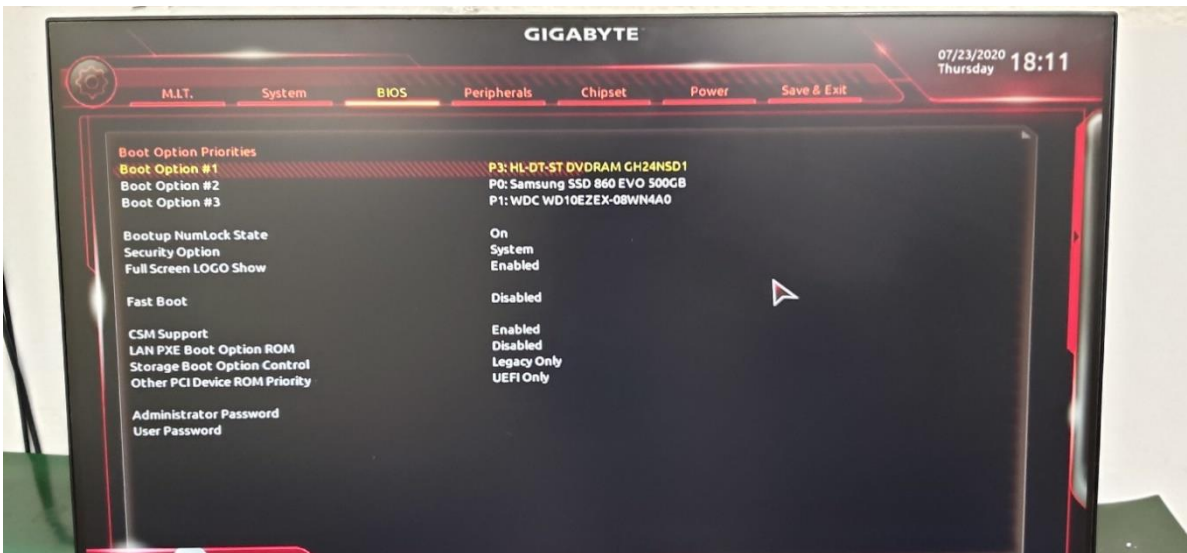 GIGABYTE
07/23/2020
Thursday
18:11
M.I.T. System BIOS Peripherals Chipset Power Save & Exit
Boot Option Priorities
Boot Option #1 P3: HL-DT-ST DVDRAM GH24NSD1
Boot Option #2 P0: Samsung SSD 860 EVO 500GB
Boot Option #3 P1: WDC WD10EZEX-08WN4A0
Bootup NumLock State On
Security Option System
Full Screen LOGO Show Enabled
Fast Boot Disabled
CSM Support Enabled
LAN PXE Boot Option ROM Disabled
Storage Boot Option Control Legacy Only
Other PCI Device ROM Priority UEFI Only
Administrator Password
User Password